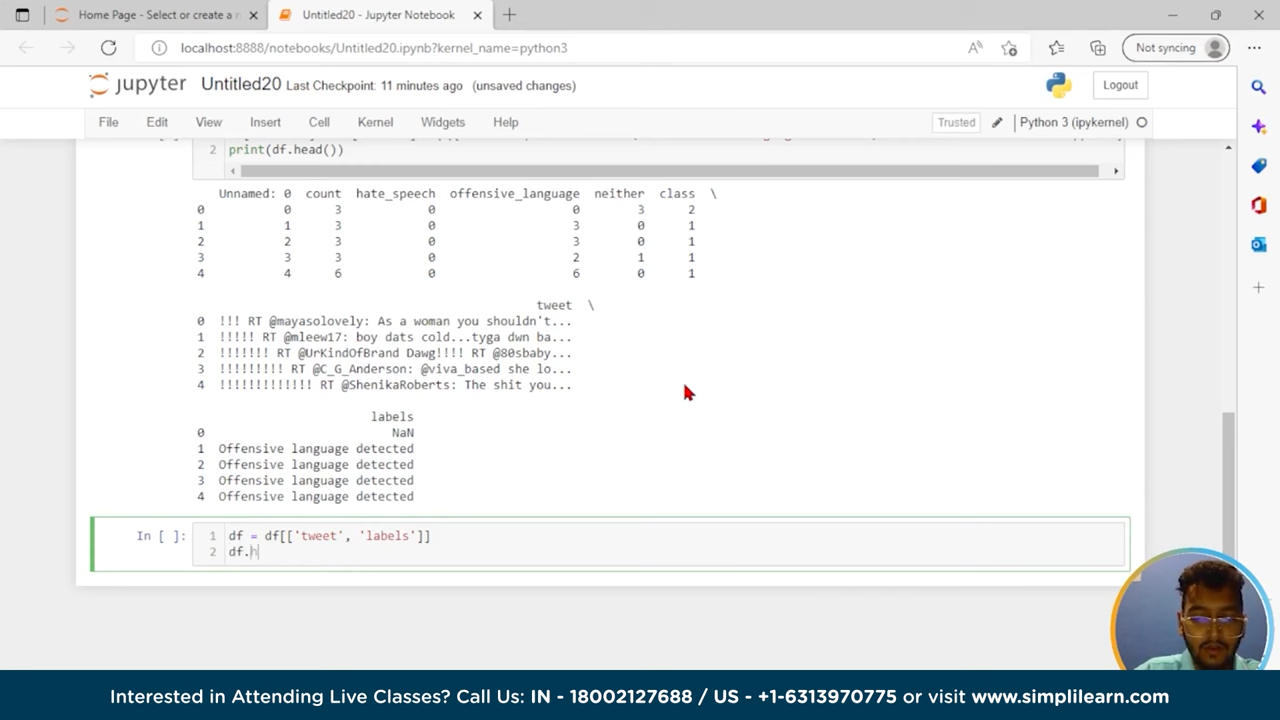 Home Page - Select or create a n
Untitled20 - Jupyter Notebook
localhost:8888/notebooks/Untitled20.ipynb?kernel_name=python3
Not syncing
jupyter Untitled20 Last Checkpoint: 11 minutes ago (unsaved changes)
Logout
File Edit View Insert Cell Kernel Widgets Help
Trusted
Python 3 (ipykernel)
2 print(df.head())
Unnamed: 0 count hate_speech offensive_language neither class \
0 0 3 0 0 3 2
1 1 3 0 3 0 1
2 2 3 0 3 0 1
3 3 3 0 2 1 1
4 4 6 0 6 0 1
tweet \
0 !!! RT @mayasolovely: As a woman you shouldn't...
1 !!!!! RT @mleew17: boy dats cold...tyga dwn ba...
2 !!!!!!! RT @UrKindOfBrand Dawg!!!! RT @80sbaby...
3 !!!!!!!!! RT @C_G_Anderson: @viva_based she lo...
4 !!!!!!!!!!!!! RT @ShenikaRoberts: The shit you...
labels
0 NaN
1 Offensive language detected
2 Offensive language detected
3 Offensive language detected
4 Offensive language detected
In [ ]: 1 df = df[['tweet', 'labels']]
2 df.h
Interested in Attending Live Classes? Call Us: IN - 18002127688 / US - +1-6313970775 or visit www.simplilearn.com